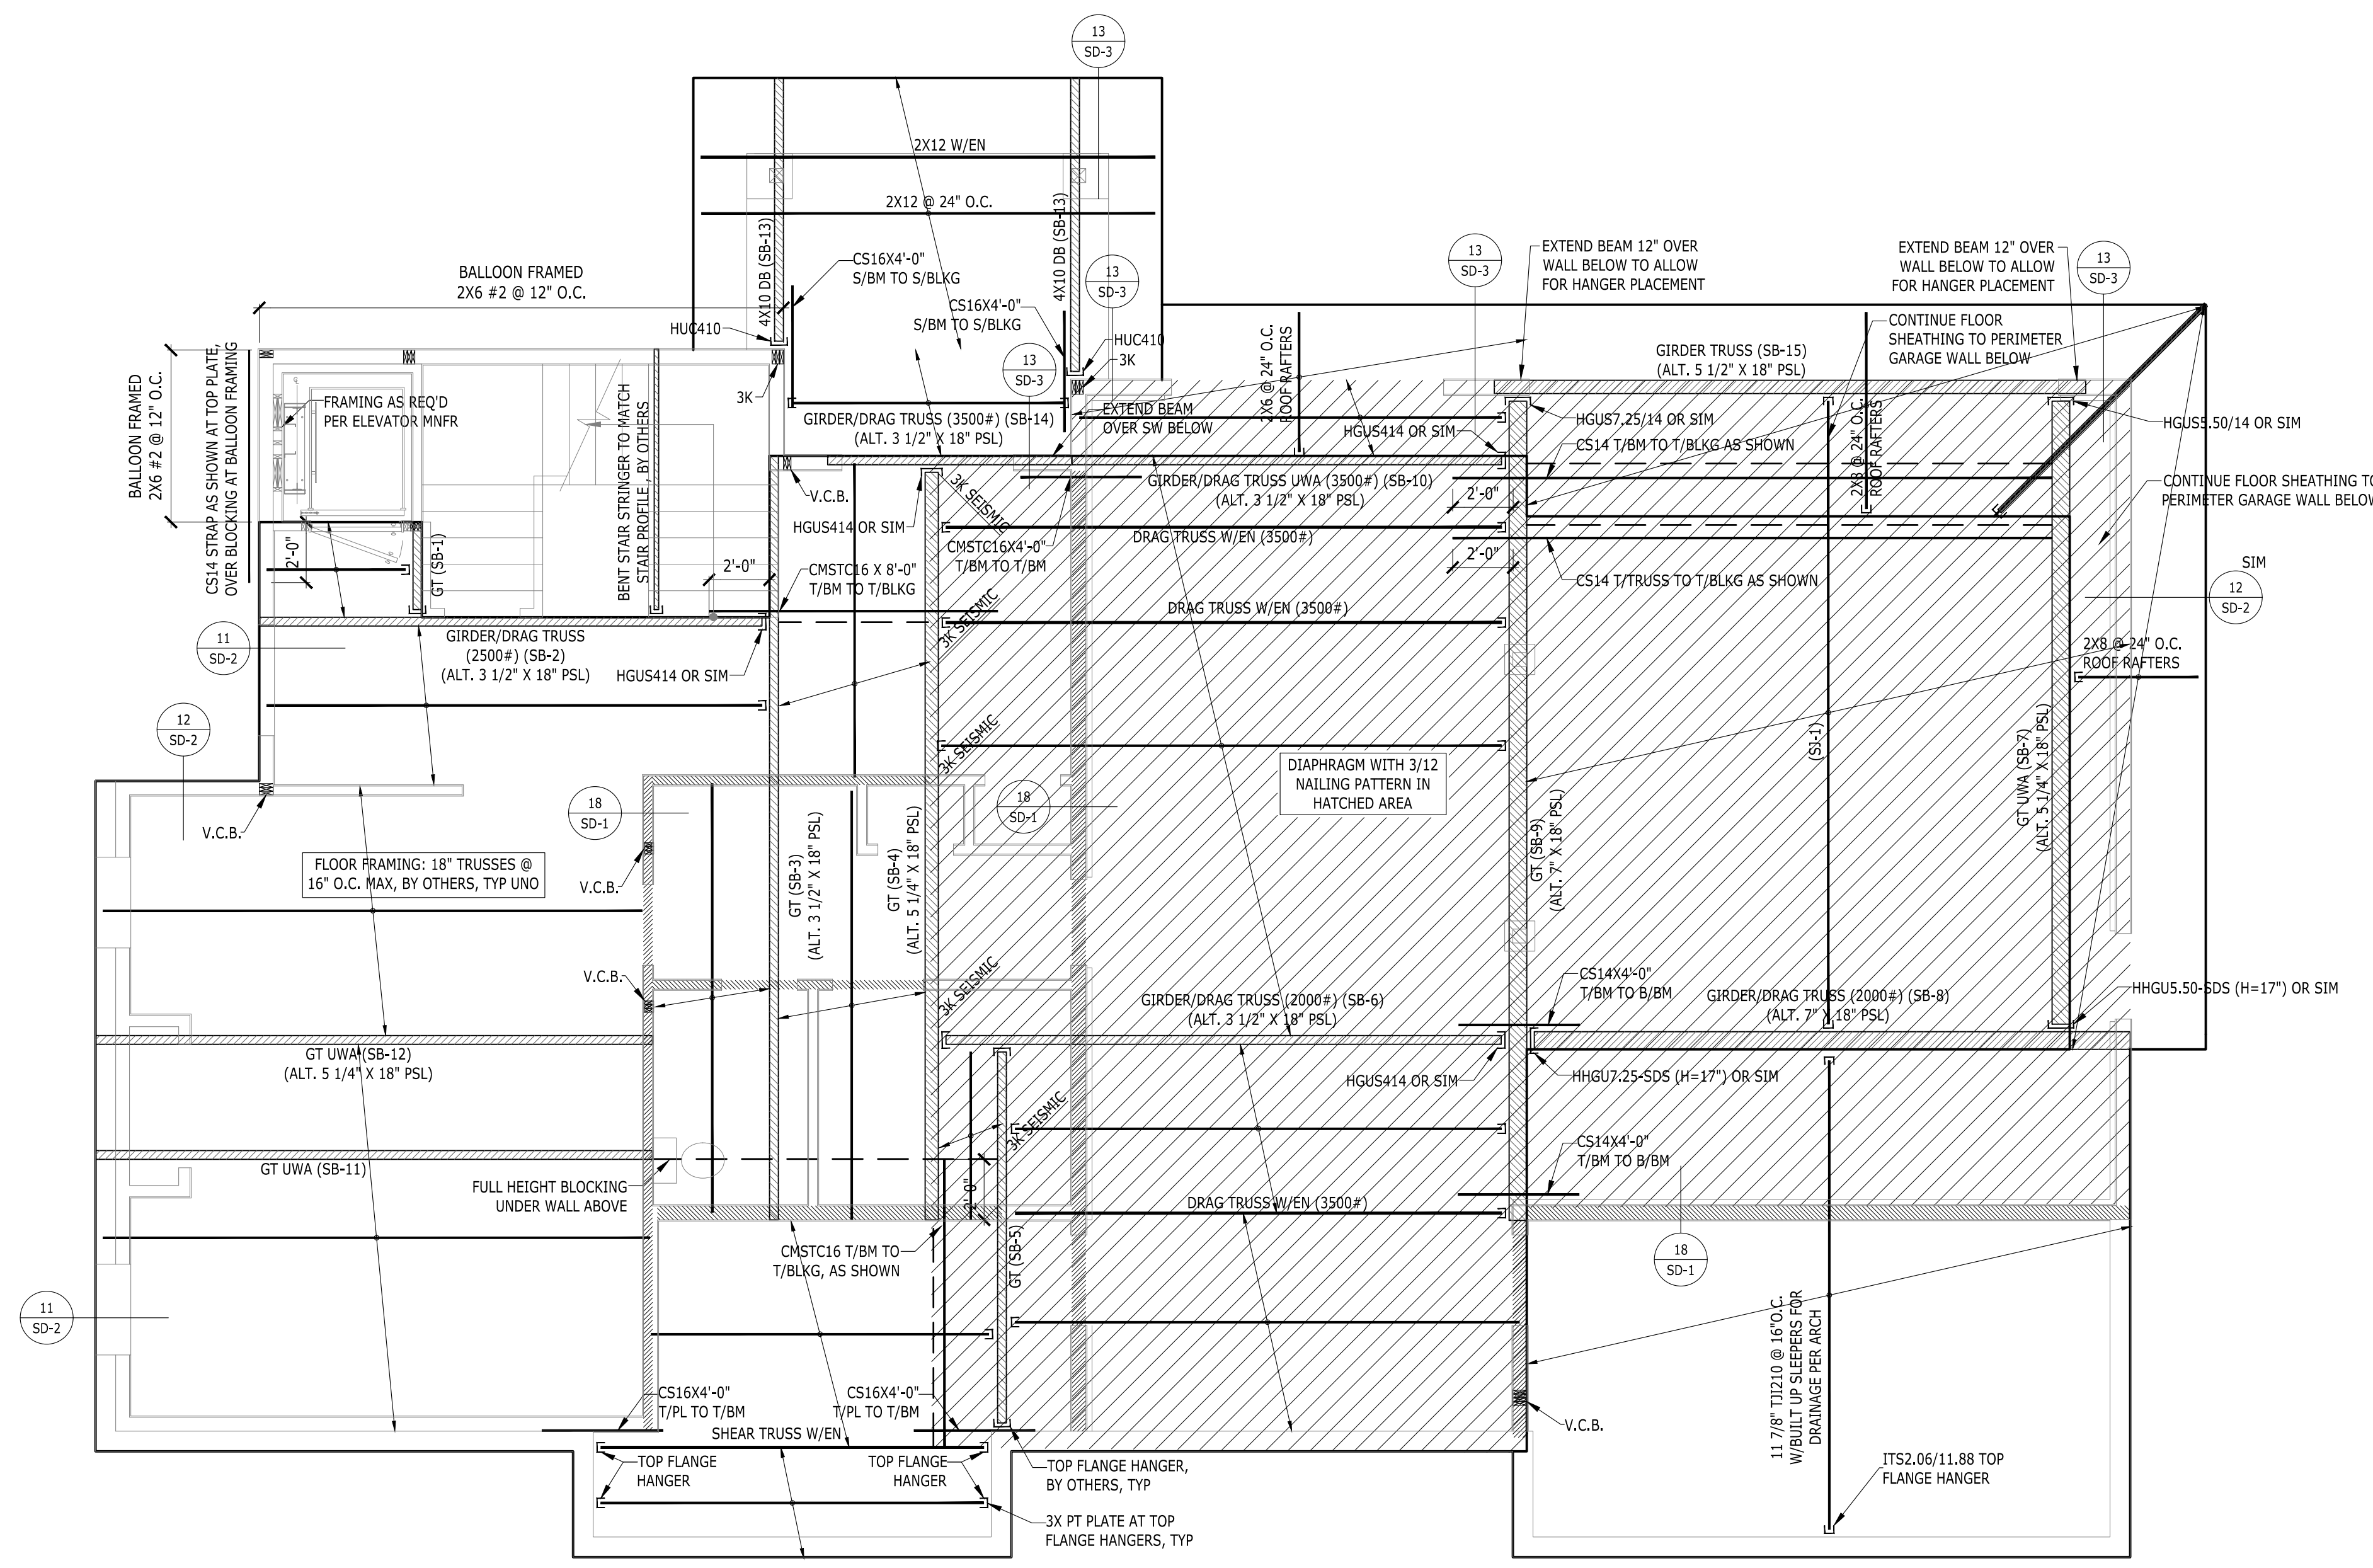 13
SD-3
2X12 W/EN
2X12 @ 24" O.C.
4X10 DB (SB-13)
4X10 DB (SB-13)
CS16X4'-0"
S/BM TO S/BLKG
CS16X4'-0"
S/BM TO S/BLKG
13
SD-3
13
SD-3
EXTEND BEAM 12" OVER
WALL BELOW TO ALLOW
FOR HANGER PLACEMENT
EXTEND BEAM 12" OVER
WALL BELOW TO ALLOW
FOR HANGER PLACEMENT
13
SD-3
BALLOON FRAMED
2X6 #2 @ 12" O.C.
HUC410
HUC410
3K
13
SD-3
3K
2X6 @ 24" O.C.
ROOF RAFTERS
CONTINUE FLOOR
SHEATHING TO PERIMETER
GARAGE WALL BELOW
GIRDER TRUSS (SB-15)
(ALT. 5 1/2" X 18" PSL)
BALLOON FRAMED
2X6 #2 @ 12" O.C.
CS14 STRAP AS SHOWN AT TOP PLATE,
OVER BLOCKING AT BALLOON FRAMING
FRAMING AS REQ'D
PER ELEVATOR MNFR
BENT STAIR STRINGER TO MATCH
STAIR PROFILE , BY OTHERS
GIRDER/DRAG TRUSS (3500#) (SB-14)
(ALT. 3 1/2" X 18" PSL)
EXTEND BEAM
OVER SW BELOW
HGUS414 OR SIM
HGUS7.25/14 OR SIM
CS14 T/BM TO T/BLKG AS SHOWN
2X8 @ 24" O.C.
ROOF RAFTERS
HGUS5.50/14 OR SIM
CONTINUE FLOOR SHEATHING TO
PERIMETER GARAGE WALL BELOW
V.C.B.
3K SEISMIC
GIRDER/DRAG TRUSS UWA (3500#) (SB-10)
(ALT. 3 1/2" X 18" PSL)
2'-0"
HGUS414 OR SIM
DRAG TRUSS W/EN (3500#)
CMSTC16X4'-0"
T/BM TO T/BM
2'-0"
GT (SB-1)
2'-0"
2'-0"
CMSTC16 X 8'-0"
T/BM TO T/BLKG
CS14 T/TRUSS TO T/BLKG AS SHOWN
SIM
12
SD-2
3K SEISMIC
DRAG TRUSS W/EN (3500#)
11
SD-2
GIRDER/DRAG TRUSS
(2500#) (SB-2)
(ALT. 3 1/2" X 18" PSL)
HGUS414 OR SIM
2X8 @ 24" O.C.
ROOF RAFTERS
12
SD-2
3K SEISMIC
(SJ-1)
GT UWA (SB-7)
(ALT. 5 1/4" X 18" PSL)
DIAPHRAGM WITH 3/12
NAILING PATTERN IN
HATCHED AREA
18
SD-1
18
SD-1
V.C.B.
GT (SB-3)
(ALT. 3 1/2" X 18" PSL)
GT (SB-4)
(ALT. 5 1/4" X 18" PSL)
GT (SB-9)
(ALT. 7" X 18" PSL)
FLOOR FRAMING: 18" TRUSSES @
16" O.C. MAX, BY OTHERS, TYP UNO
V.C.B.
V.C.B.
3K SEISMIC
CS14X4'-0"
T/BM TO B/BM
GIRDER/DRAG TRUSS (2000#) (SB-6)
(ALT. 3 1/2" X 18" PSL)
GIRDER/DRAG TRUSS (2000#) (SB-8)
(ALT. 7" X 18" PSL)
HHGU5.50-SDS (H=17") OR SIM
GT UWA (SB-12)
(ALT. 5 1/4" X 18" PSL)
HGUS414 OR SIM
HHGU7.25-SDS (H=17") OR SIM
3K SEISMIC
CS14X4'-0"
T/BM TO B/BM
GT UWA (SB-11)
FULL HEIGHT BLOCKING
UNDER WALL ABOVE
2'-0"
DRAG TRUSS W/EN (3500#)
CMSTC16 T/BM TO
T/BLKG, AS SHOWN
GT (SB-5)
18
SD-1
11
SD-2
11 7/8" TJI210 @ 16"O.C.
W/BUILT UP SLEEPERS FOR
DRAINAGE PER ARCH
CS16X4'-0"
T/PL TO T/BM
CS16X4'-0"
T/PL TO T/BM
SHEAR TRUSS W/EN
V.C.B.
TOP FLANGE
HANGER
TOP FLANGE
HANGER
TOP FLANGE HANGER,
BY OTHERS, TYP
ITS2.06/11.88 TOP
FLANGE HANGER
3X PT PLATE AT TOP
FLANGE HANGERS, TYP